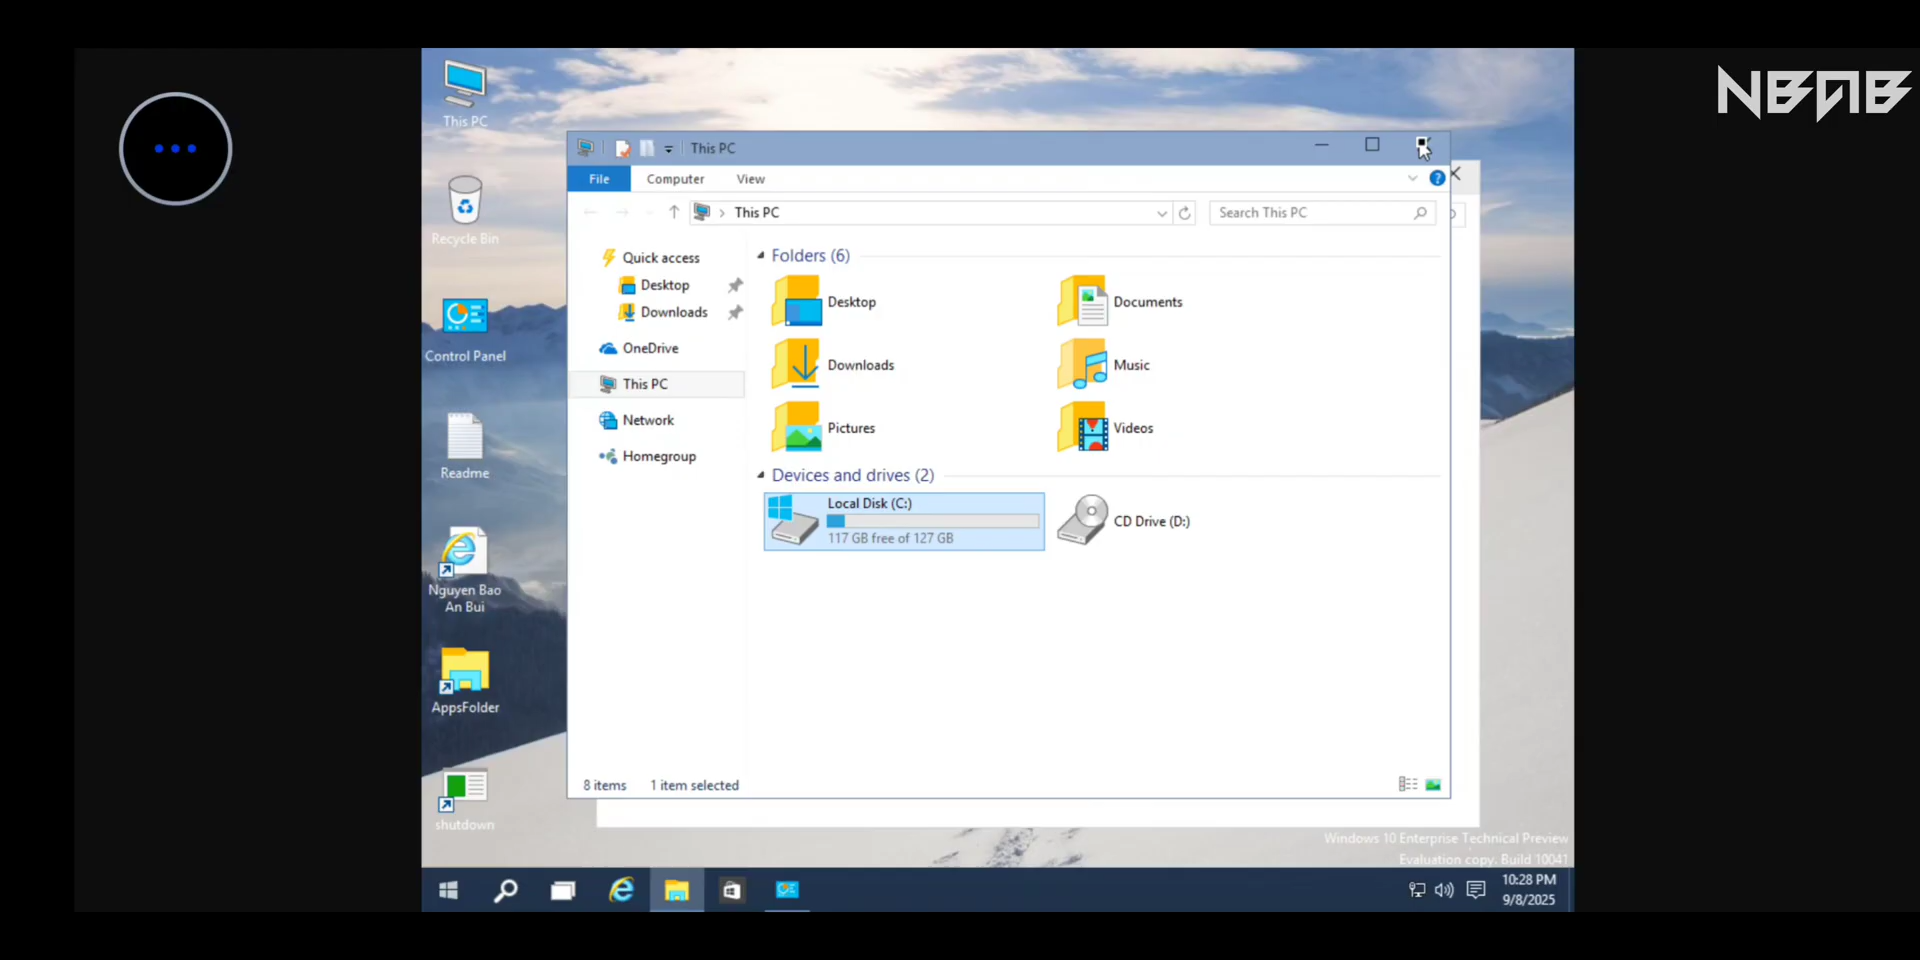 NBAB
This PC
Recycle Bin
Control Panel
Readme
Nguyen Bao
An Bui
AppsFolder
shutdown
This PC
File
Computer
View
This PC
Search This PC
Quick access
Desktop
Downloads
OneDrive
This PC
Network
Homegroup
Folders (6)
Desktop
Documents
Downloads
Music
Pictures
Videos
Devices and drives (2)
Local Disk (C:)
117 GB free of 127 GB
CD Drive (D:)
8 items
1 item selected
Windows 10 Enterprise Technical Preview
Evaluation copy. Build 10041
10:28 PM
9/8/2025